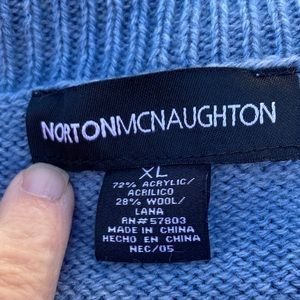 NORTONMCNAUGHTON
XL
72% ACRYLIC/
ACRILICO
28% WOOL/
LANA
RN#57803
MADE IN CHINA
HECHO EN CHINA
NEC/05